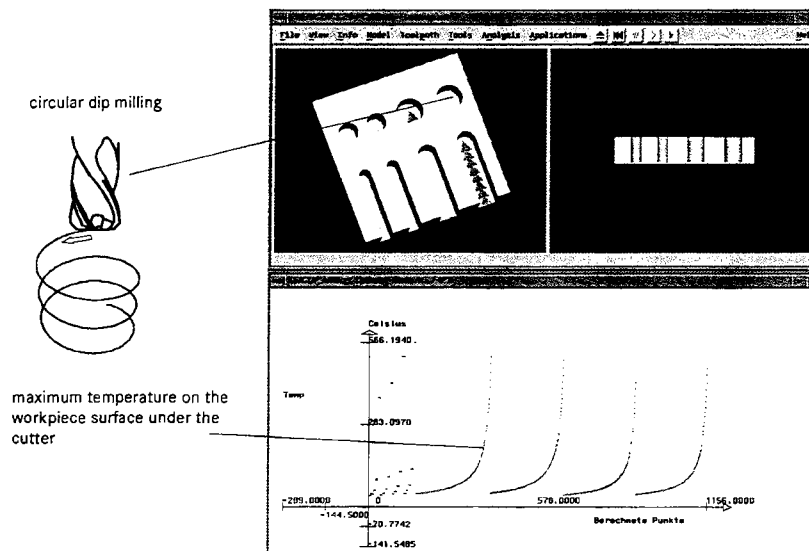 File View Info Model Toolpath Tools Analysis Applications
circular dip milling
maximum temperature on the
workpiece surface under the
cutter
Celsius
566.1940.
Temp
283.0970
-289.0000
0
578.0000
1156.0000
-144.5000
Berechnete Punkte
-70.7742
-141.5485